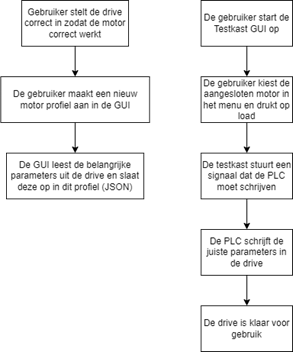 Gebruiker stelt de drive
correct in zodat de motor
correct werkt
De gebruiker maakt een nieuw
motor profiel aan in de GUI
De GUI leest de belangrijke
parameters uit de drive en slaat
deze op in dit profiel (JSON)
De gebruiker start de
Testkast GUI op
De gebruiker kiest de
aangesloten motor in
het menu en drukt op
load
De testkast stuurt een
signaal dat de PLC
moet schrijven
De PLC schrijft de
juiste parameters in
de drive
De drive is klaar voor
gebruik